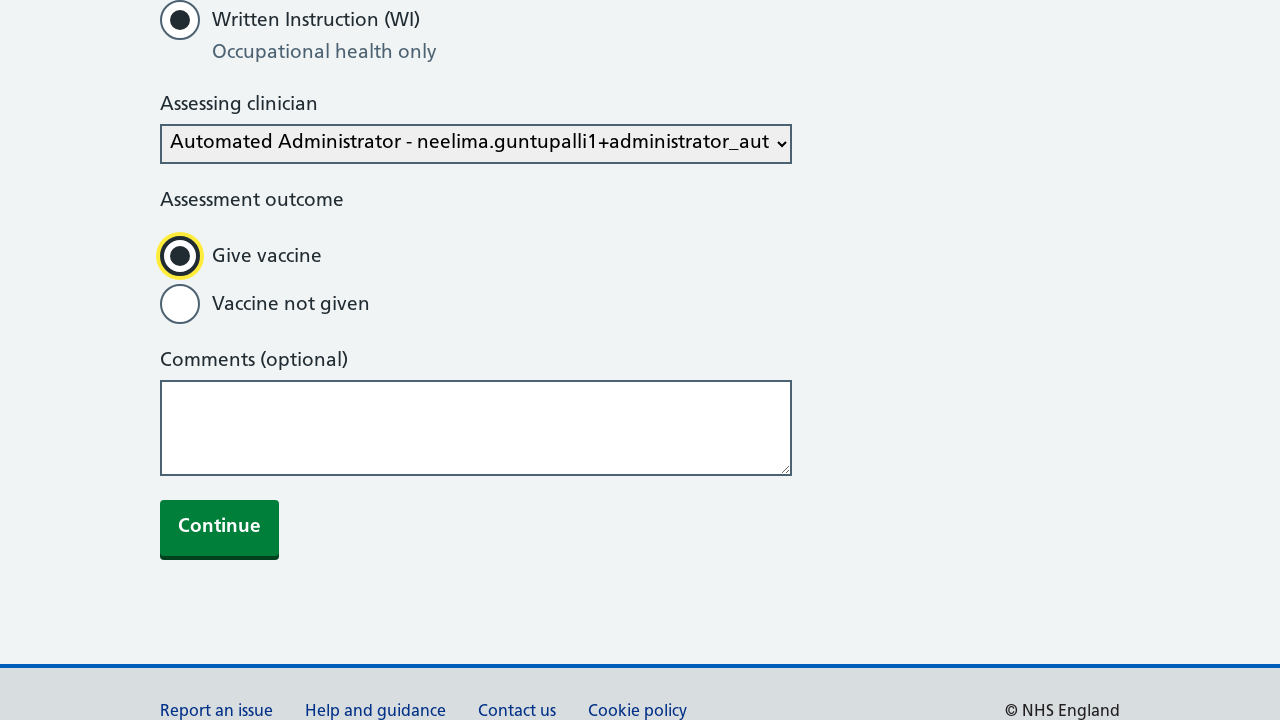 Written Instruction (WI)
Occupational health only
Assessing clinician
Automated Administrator - neelima.guntupalli1+administrator_aut
Assessment outcome
Give vaccine
Vaccine not given
Comments (optional)
Continue
Report an issue Help and guidance Contact us Cookie policy © NHS England